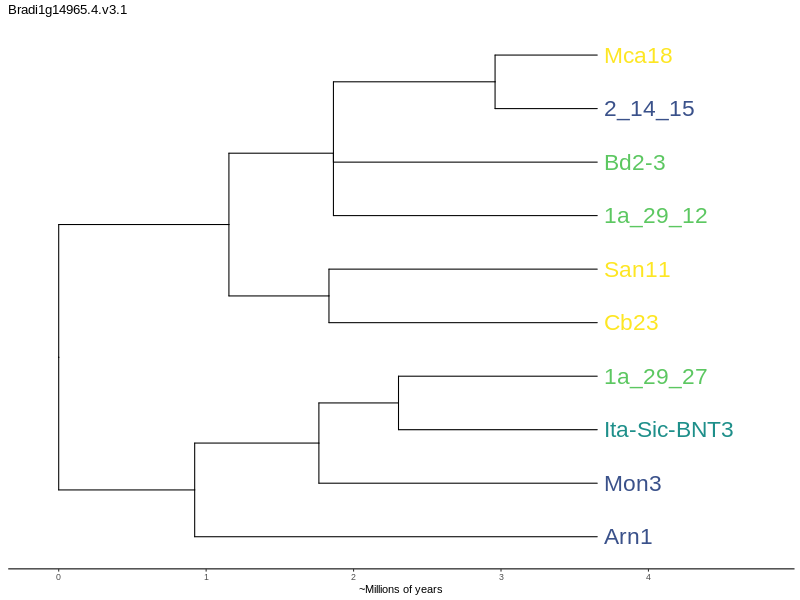 Bradi1g14965.4.v3.1
Mca18
2_14_15
Bd2-3
1a_29_12
San11
Cb23
1a_29_27
Ita-Sic-BNT3
Mon3
Arn1
0 1 2 3 4
~Millions of years